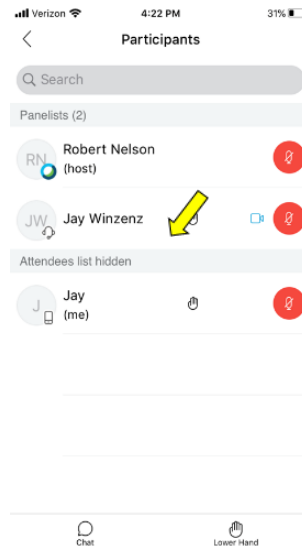 Verizon 4:22 PM 31%
Participants
Search
Panelists (2)
RN Robert Nelson
(host)
JW Jay Winzenz
Attendees list hidden
J Jay
(me)
Chat Lower Hand